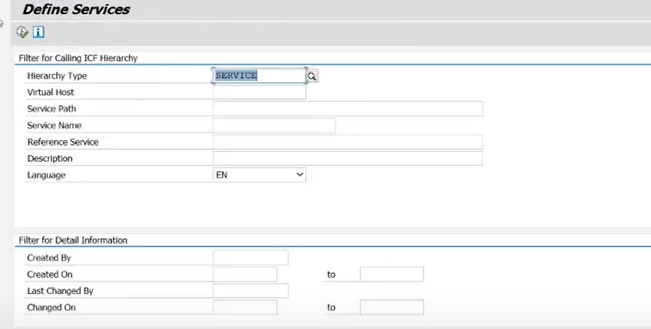 Define Services
Filter for Calling ICF Hierarchy
Hierarchy Type SERVICE
Virtual Host
Service Path
Service Name
Reference Service
Description
Language EN
Filter for Detail Information
Created By
Created On to
Last Changed By
Changed On to